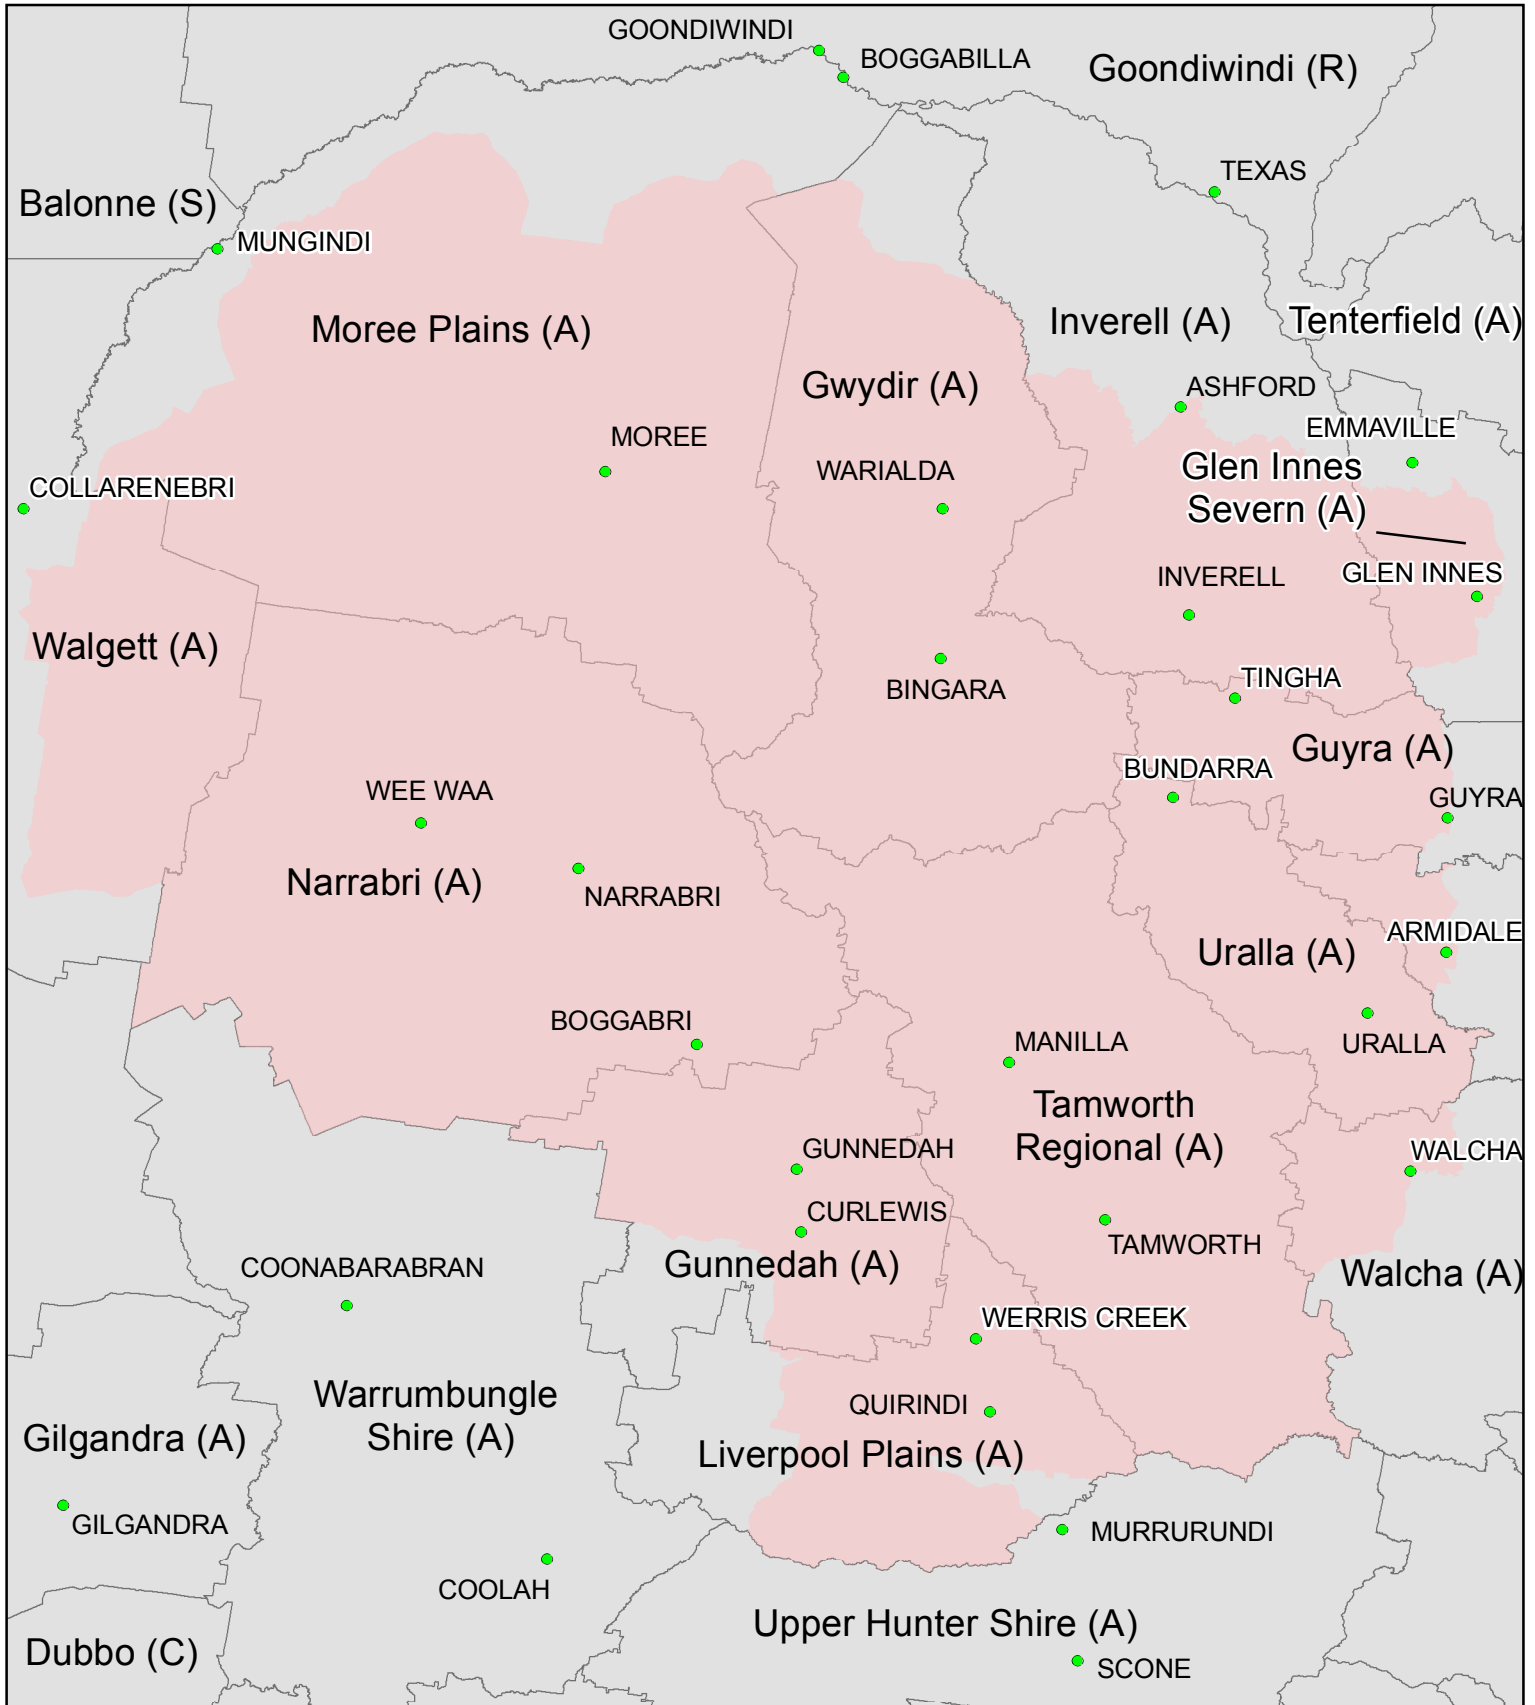 GOONDIWINDI
BOGGABILLA
Goondiwindi (R)
TEXAS
Balonne (S)
MUNGINDI
Moree Plains (A)
Inverell (A)
Tenterfield (A)
Gwydir (A)
ASHFORD
EMMAVILLE
MOREE
WARIALDA
Glen Innes
Severn (A)
COLLARENEBRI
INVERELL
GLEN INNES
Walgett (A)
BINGARA
TINGHA
Guyra (A)
BUNDARRA
WEE WAA
GUYRA
Narrabri (A)
NARRABRI
ARMIDALE
Uralla (A)
BOGGABRI
MANILLA
URALLA
Tamworth
Regional (A)
GUNNEDAH
WALCHA
CURLEWIS
TAMWORTH
Gunnedah (A)
COONABARABRAN
Walcha (A)
WERRIS CREEK
Warrumbungle
Shire (A)
QUIRINDI
Gilgandra (A)
Liverpool Plains (A)
GILGANDRA
MURRURUNDI
COOLAH
Upper Hunter Shire (A)
Dubbo (C)
SCONE